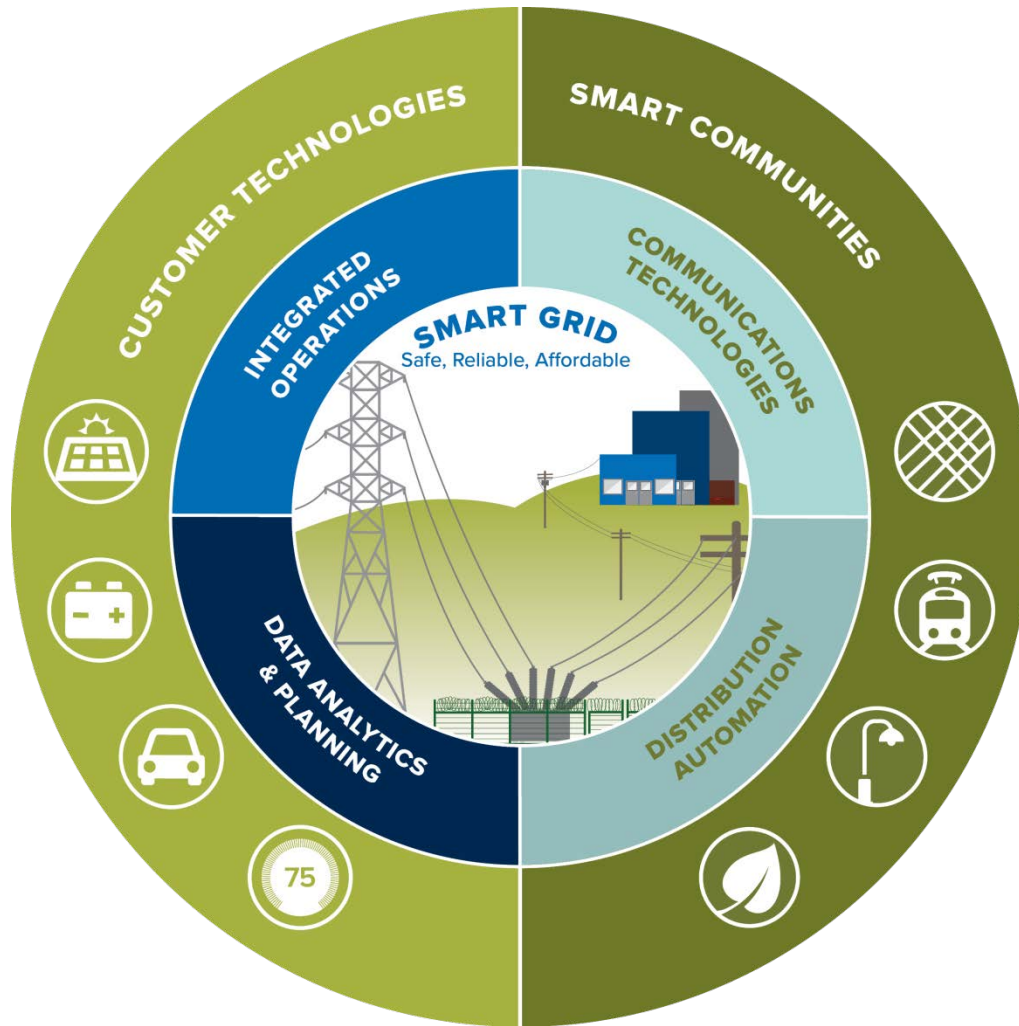 CUSTOMER TECHNOLOGIES
SMART COMMUNITIES
INTEGRATED
OPERATIONS
COMMUNICATIONS
TECHNOLOGIES
SMART GRID
Safe, Reliable, Affordable
DATA ANALYTICS
& PLANNING
DISTRIBUTION
AUTOMATION
75